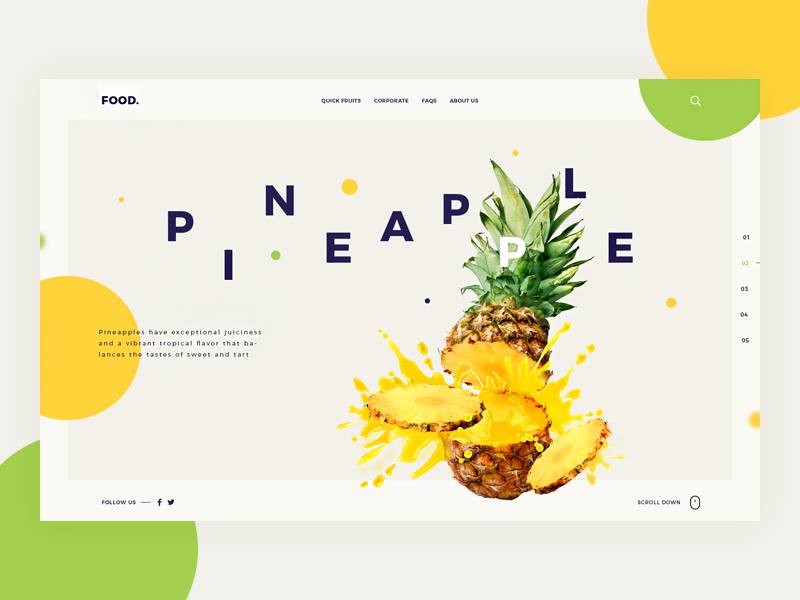 FOOD.
QUICK FRUITS CORPORATE FAQS ABOUT US
PINEAPPLE
01
02
03
04
05
Pineapples have exceptional juiciness
and a vibrant tropical flavor that ba-
lances the tastes of sweet and tart
FOLLOW US
SCROLL DOWN